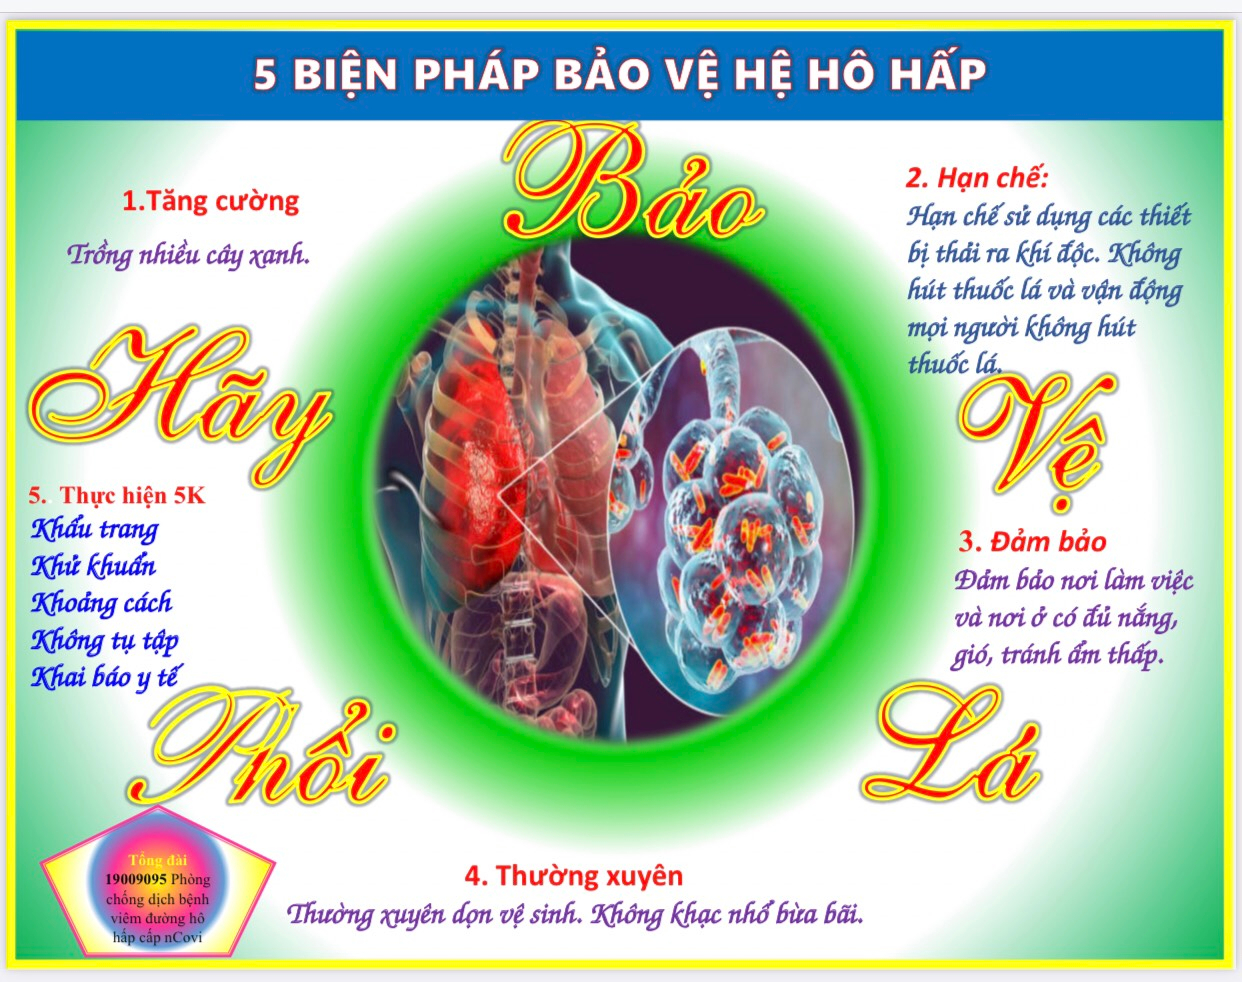 5 BIỆN PHÁP BẢO VỆ HỆ HÔ HẤP
Bảo
1.Tăng cường
Trồng nhiều cây xanh.
2. Hạn chế:
Hạn chế sử dụng các thiết
bị thải ra khí độc. Không
hút thuốc lá và vận động
mọi người không hút
thuốc lá.
Hãy
Vệ
5. Thực hiện 5K
Khẩu trang
Khử khuẩn
Khoảng cách
Không tụ tập
Khai báo y tế
3. Đảm bảo
Đảm bảo nơi làm việc
và nơi ở có đủ nắng,
gió, tránh ẩm thấp.
Phổi
Lá
Tổng đài
19009095 Phòng
chống dịch bệnh
viêm đường hô
hấp cấp nCovi
4. Thường xuyên
Thường xuyên dọn vệ sinh. Không khạc nhổ bừa bãi.